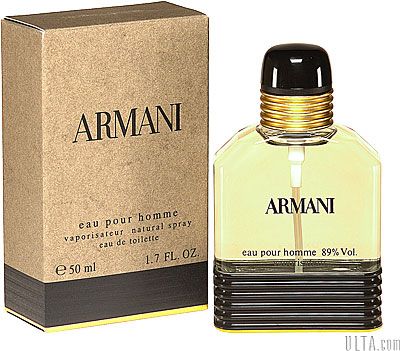 ARMANI
eau pour homme
vaporisateur natural spray
eau de toilette
℮ 50 ml 1.7 FL. OZ.
ARMANI
eau pour homme 89% Vol.
ULTA.com